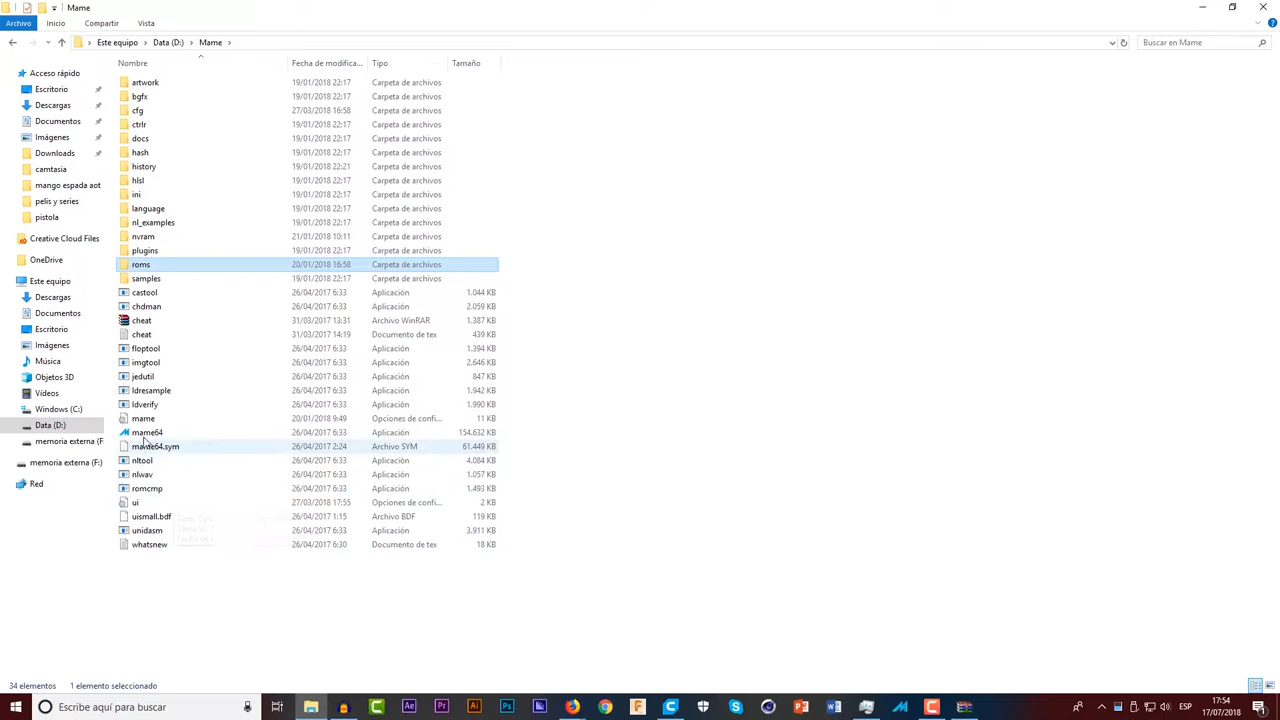 Mame
Archivo Inicio Compartir Vista
Este equipo Data (D:) Mame Buscar en Mame
Nombre Fecha de modifica... Tipo Tamaño
Acceso rápido
Escritorio
Descargas
Documentos
Imágenes
Downloads
camtasia
mango espada aot
pelis y series
pistola
Creative Cloud Files
OneDrive
Este equipo
Descargas
Documentos
Escritorio
Imágenes
Música
Objetos 3D
Vídeos
Windows (C:)
Data (D:)
memoria externa (F
memoria externa (F:)
Red
artwork 19/01/2018 22:17 Carpeta de archivos
bgfx 19/01/2018 22:17 Carpeta de archivos
cfg 27/03/2018 16:58 Carpeta de archivos
ctrlr 19/01/2018 22:17 Carpeta de archivos
docs 19/01/2018 22:17 Carpeta de archivos
hash 19/01/2018 22:17 Carpeta de archivos
history 19/01/2018 22:21 Carpeta de archivos
hlsl 19/01/2018 22:17 Carpeta de archivos
ini 19/01/2018 22:17 Carpeta de archivos
language 19/01/2018 22:17 Carpeta de archivos
nl_examples 19/01/2018 22:17 Carpeta de archivos
nvram 21/01/2018 10:11 Carpeta de archivos
plugins 19/01/2018 22:17 Carpeta de archivos
roms 20/01/2018 16:58 Carpeta de archivos
samples 19/01/2018 22:17 Carpeta de archivos
castool 26/04/2017 6:33 Aplicación 1.044 KB
chdman 26/04/2017 6:33 Aplicación 2.059 KB
cheat 31/03/2017 13:31 Archivo WinRAR 1.387 KB
cheat 31/03/2017 14:19 Documento de tex 439 KB
floptool 26/04/2017 6:33 Aplicación 1.394 KB
imgtool 26/04/2017 6:33 Aplicación 2.646 KB
jedutil 26/04/2017 6:33 Aplicación 847 KB
ldresample 26/04/2017 6:33 Aplicación 1.942 KB
ldverify 26/04/2017 6:33 Aplicación 1.990 KB
mame 20/01/2018 9:49 Opciones de confi... 11 KB
mame64 26/04/2017 6:33 Aplicación 154.632 KB
mame64.sym 26/04/2017 2:24 Archivo SYM 61.449 KB
nltool 26/04/2017 6:33 Aplicación 4.084 KB
nlwav 26/04/2017 6:33 Aplicación 1.057 KB
romcmp 26/04/2017 6:33 Aplicación 1.493 KB
ui 27/03/2018 17:55 Opciones de confi... 2 KB
uismall.bdf 26/04/2017 1:15 Archivo BDF 119 KB
unidasm 26/04/2017 6:33 Aplicación 3.911 KB
whatsnew 26/04/2017 6:30 Documento de tex 18 KB
34 elementos 1 elemento seleccionado
Escribe aquí para buscar
ESP
17:54
17/07/2018